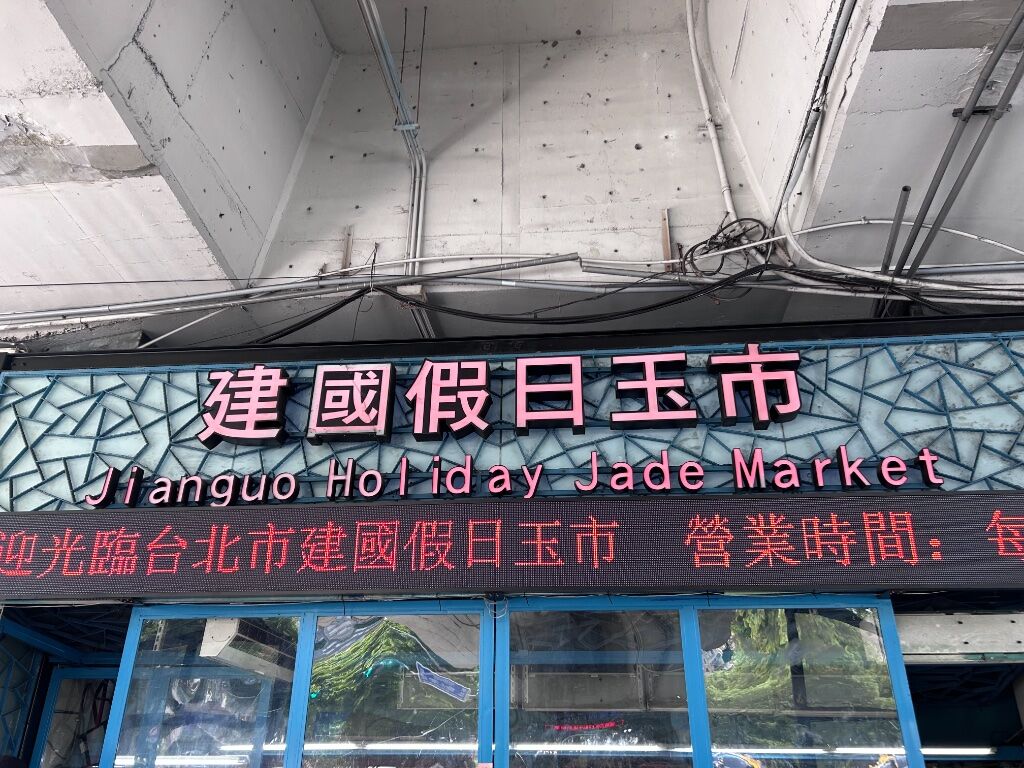 建國假日玉市
Jianguo Holiday Jade Market
迎光臨台北市建國假日玉市 營業時間：每